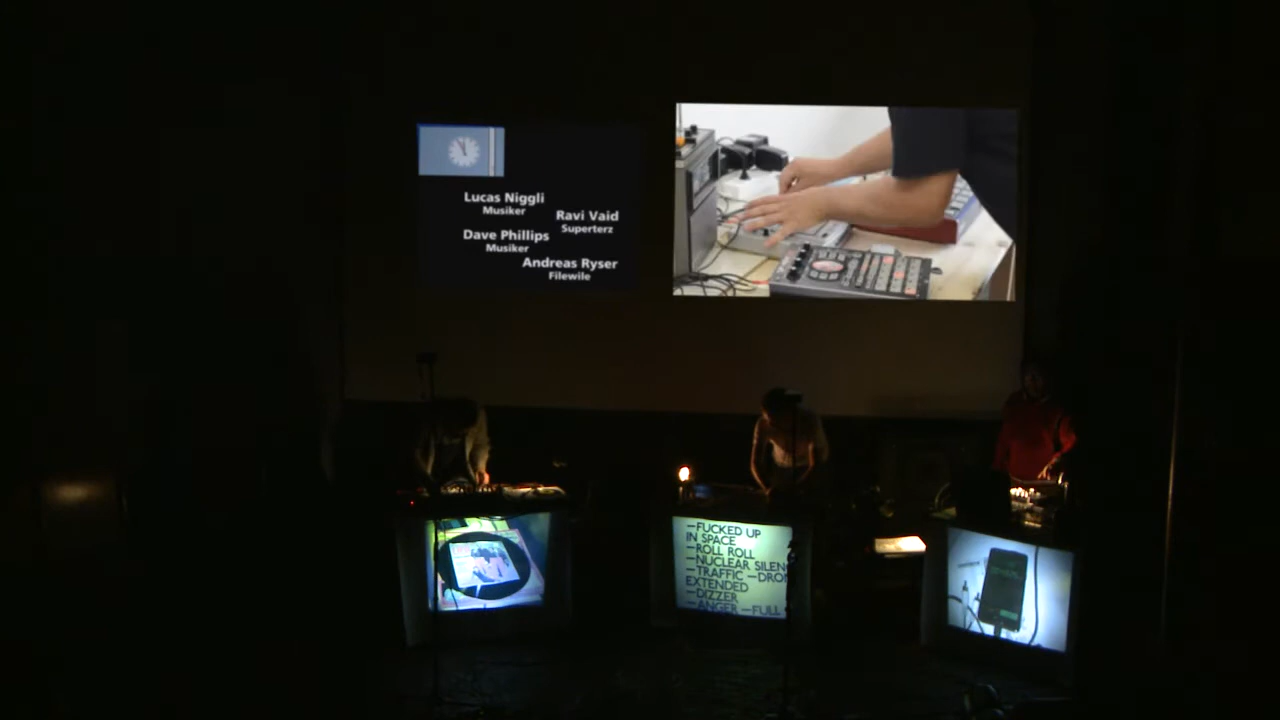 Lucas Niggli
Musiker
Ravi Vaid
Superterz
Dave Phillips
Musiker
Andreas Ryser
Filewile
—FUCKED UP
IN SPACE
—ROLL ROLL
—NUCLEAR SILEN
—TRAFFIC —DRO
EXTENDED
—DIZZER
—ANGER —FULL